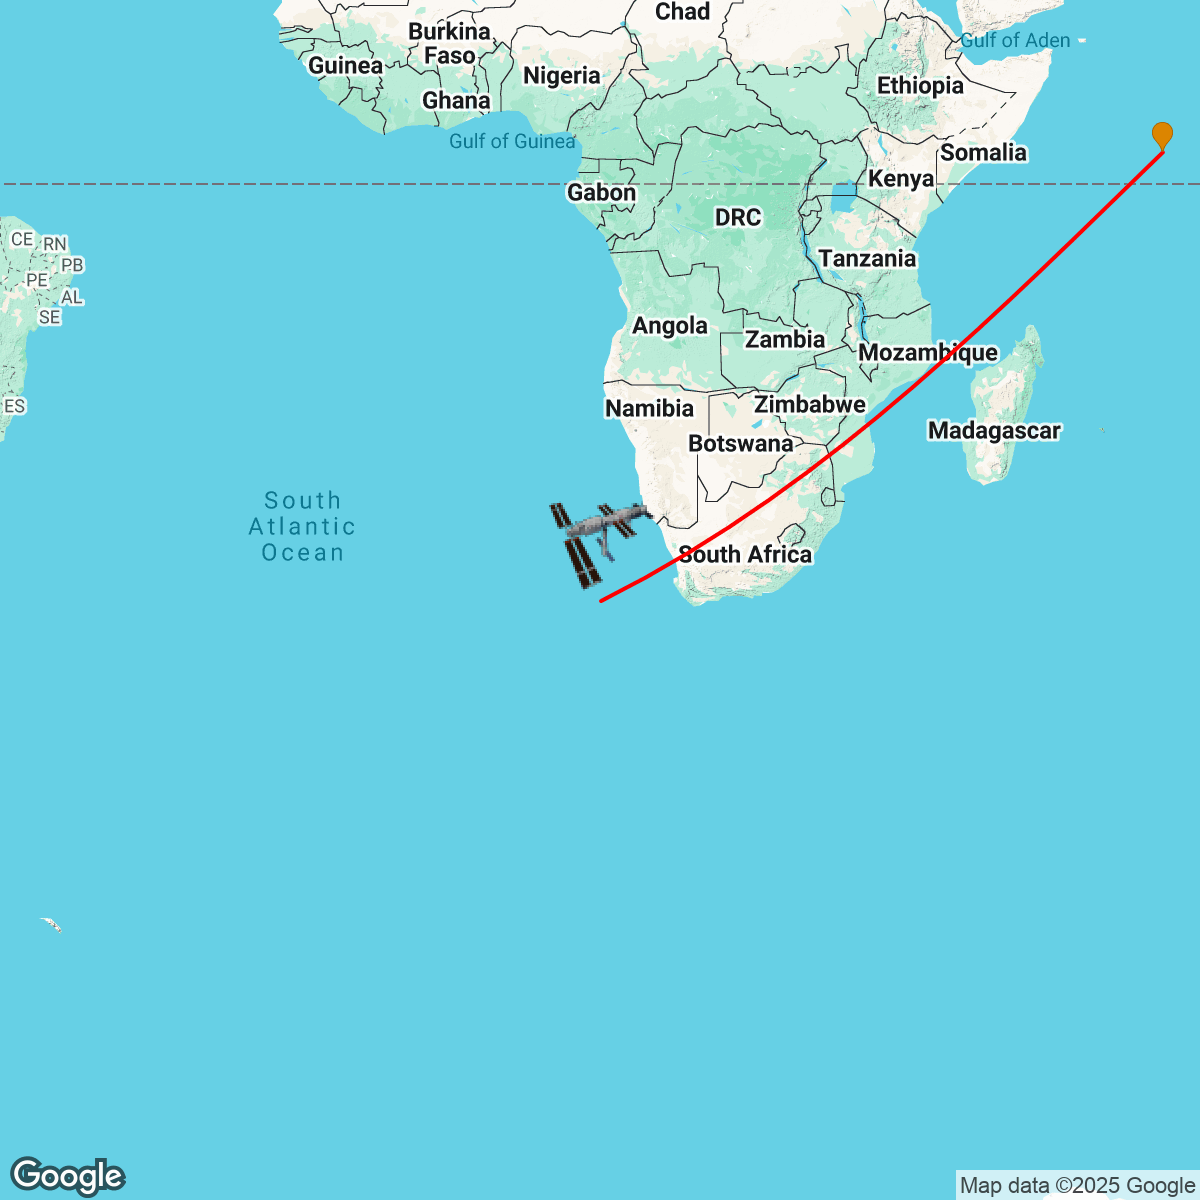 Chad
Burkina
Faso
Gulf of Aden
Guinea
Nigeria
Ethiopia
Ghana
Gulf of Guinea
Somalia
Kenya
Gabon
DRC
CE
RN
Tanzania
PB
PE
AL
SE
Angola
Zambia
Mozambique
ES
Namibia
Zimbabwe
Madagascar
Botswana
South
Atlantic
Ocean
South Africa
Google
Map data ©2025 Google